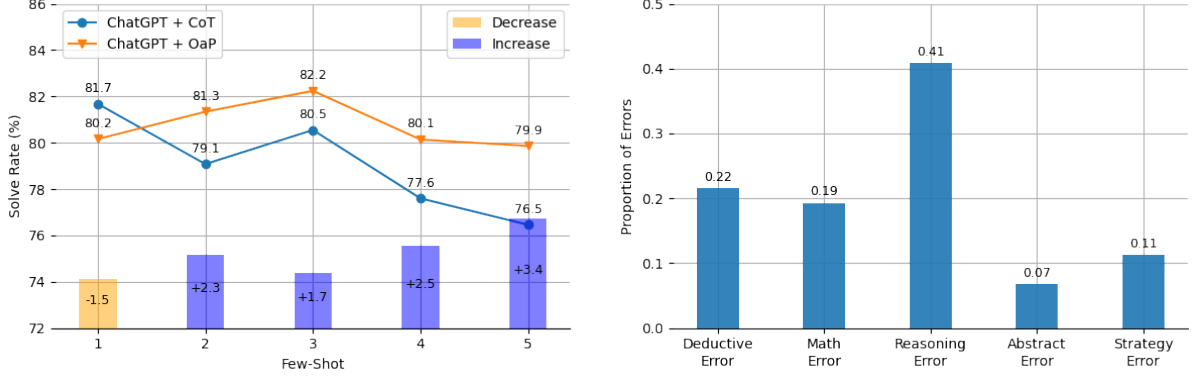 86
84
82
80
78
76
74
72
Solve Rate (%)
ChatGPT + CoT
ChatGPT + OaP
Decrease
Increase
81.7
80.2
79.1
81.3
80.5
82.2
77.6
80.1
76.5
79.9
-1.5
+2.3
+1.7
+2.5
+3.4
1 2 3 4 5
Few-Shot
0.5
0.4
0.3
0.2
0.1
0.0
Proportion of Errors
0.22
0.19
0.41
0.07
0.11
Deductive
Error
Math
Error
Reasoning
Error
Abstract
Error
Strategy
Error